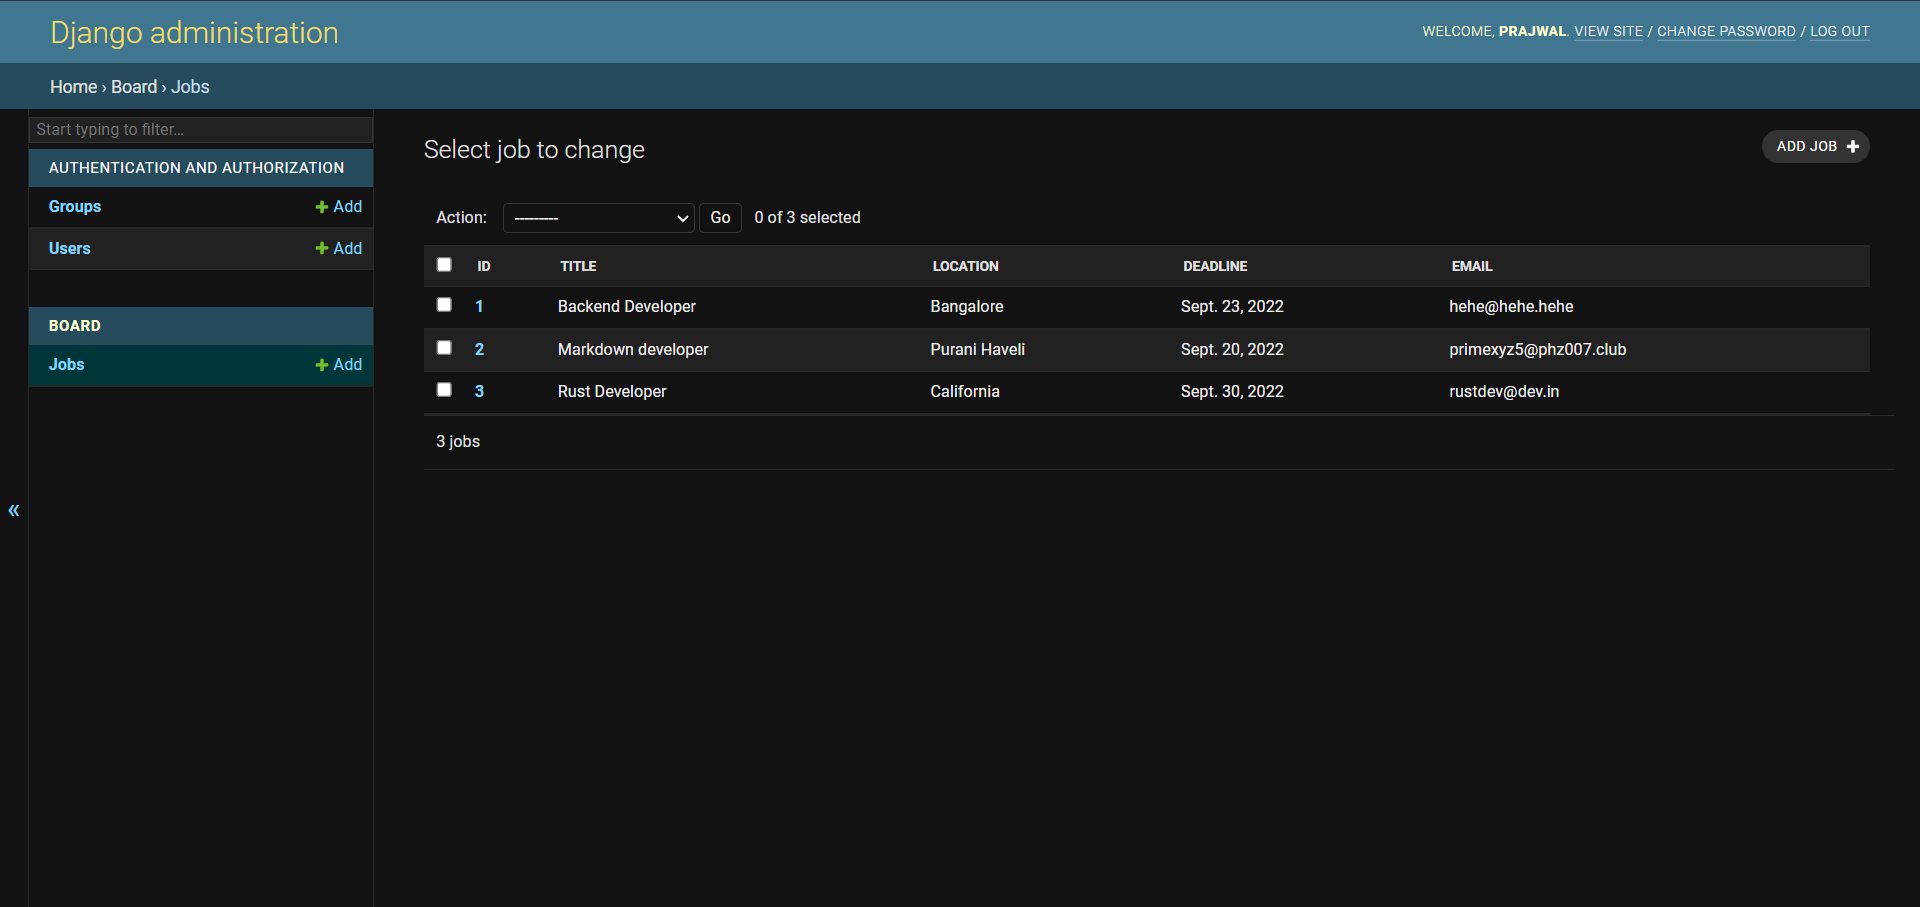 Django administration
WELCOME, PRAJWAL. VIEW SITE / CHANGE PASSWORD / LOG OUT
Home › Board › Jobs
Start typing to filter...
AUTHENTICATION AND AUTHORIZATION
Groups + Add
Users + Add
BOARD
Jobs + Add
«
Select job to change
ADD JOB +
Action: --------- Go 0 of 3 selected
ID TITLE LOCATION DEADLINE EMAIL
1 Backend Developer Bangalore Sept. 23, 2022 hehe@hehe.hehe
2 Markdown developer Purani Haveli Sept. 20, 2022 primexyz5@phz007.club
3 Rust Developer California Sept. 30, 2022 rustdev@dev.in
3 jobs